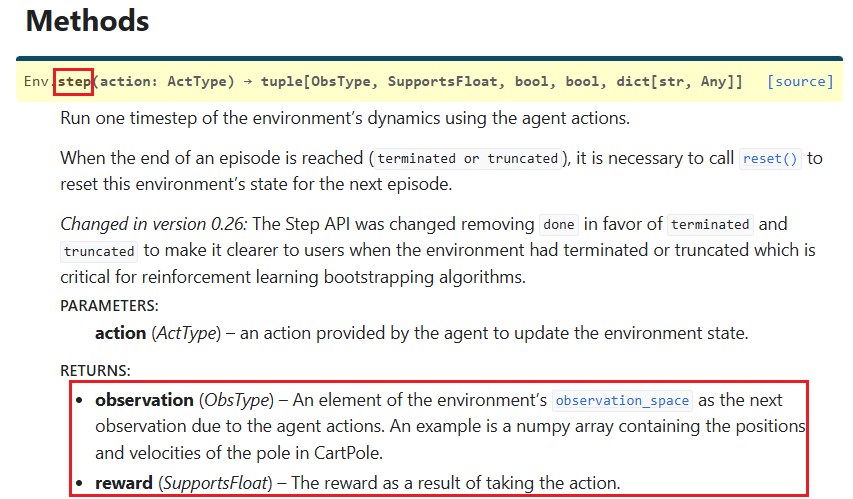 Methods
Env.step(action: ActType) → tuple[ObsType, SupportsFloat, bool, bool, dict[str, Any]] [source]
Run one timestep of the environment’s dynamics using the agent actions.
When the end of an episode is reached (terminated or truncated), it is necessary to call reset() to
reset this environment’s state for the next episode.
Changed in version 0.26: The Step API was changed removing done in favor of terminated and
truncated to make it clearer to users when the environment had terminated or truncated which is
critical for reinforcement learning bootstrapping algorithms.
PARAMETERS:
action (ActType) – an action provided by the agent to update the environment state.
RETURNS:
• observation (ObsType) – An element of the environment’s observation_space as the next
observation due to the agent actions. An example is a numpy array containing the positions
and velocities of the pole in CartPole.
• reward (SupportsFloat) – The reward as a result of taking the action.